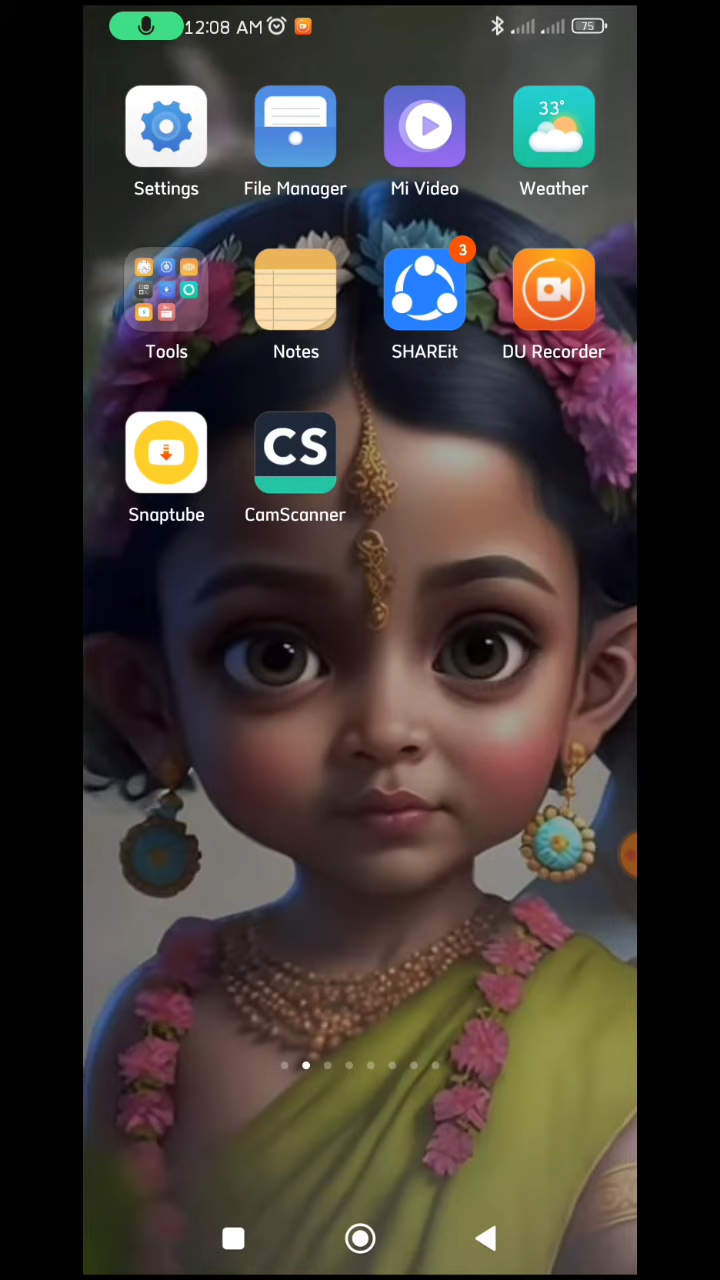 12:08 AM 75
33°
Settings File Manager Mi Video Weather
3
Tools Notes SHAREit DU Recorder
CS
Snaptube CamScanner